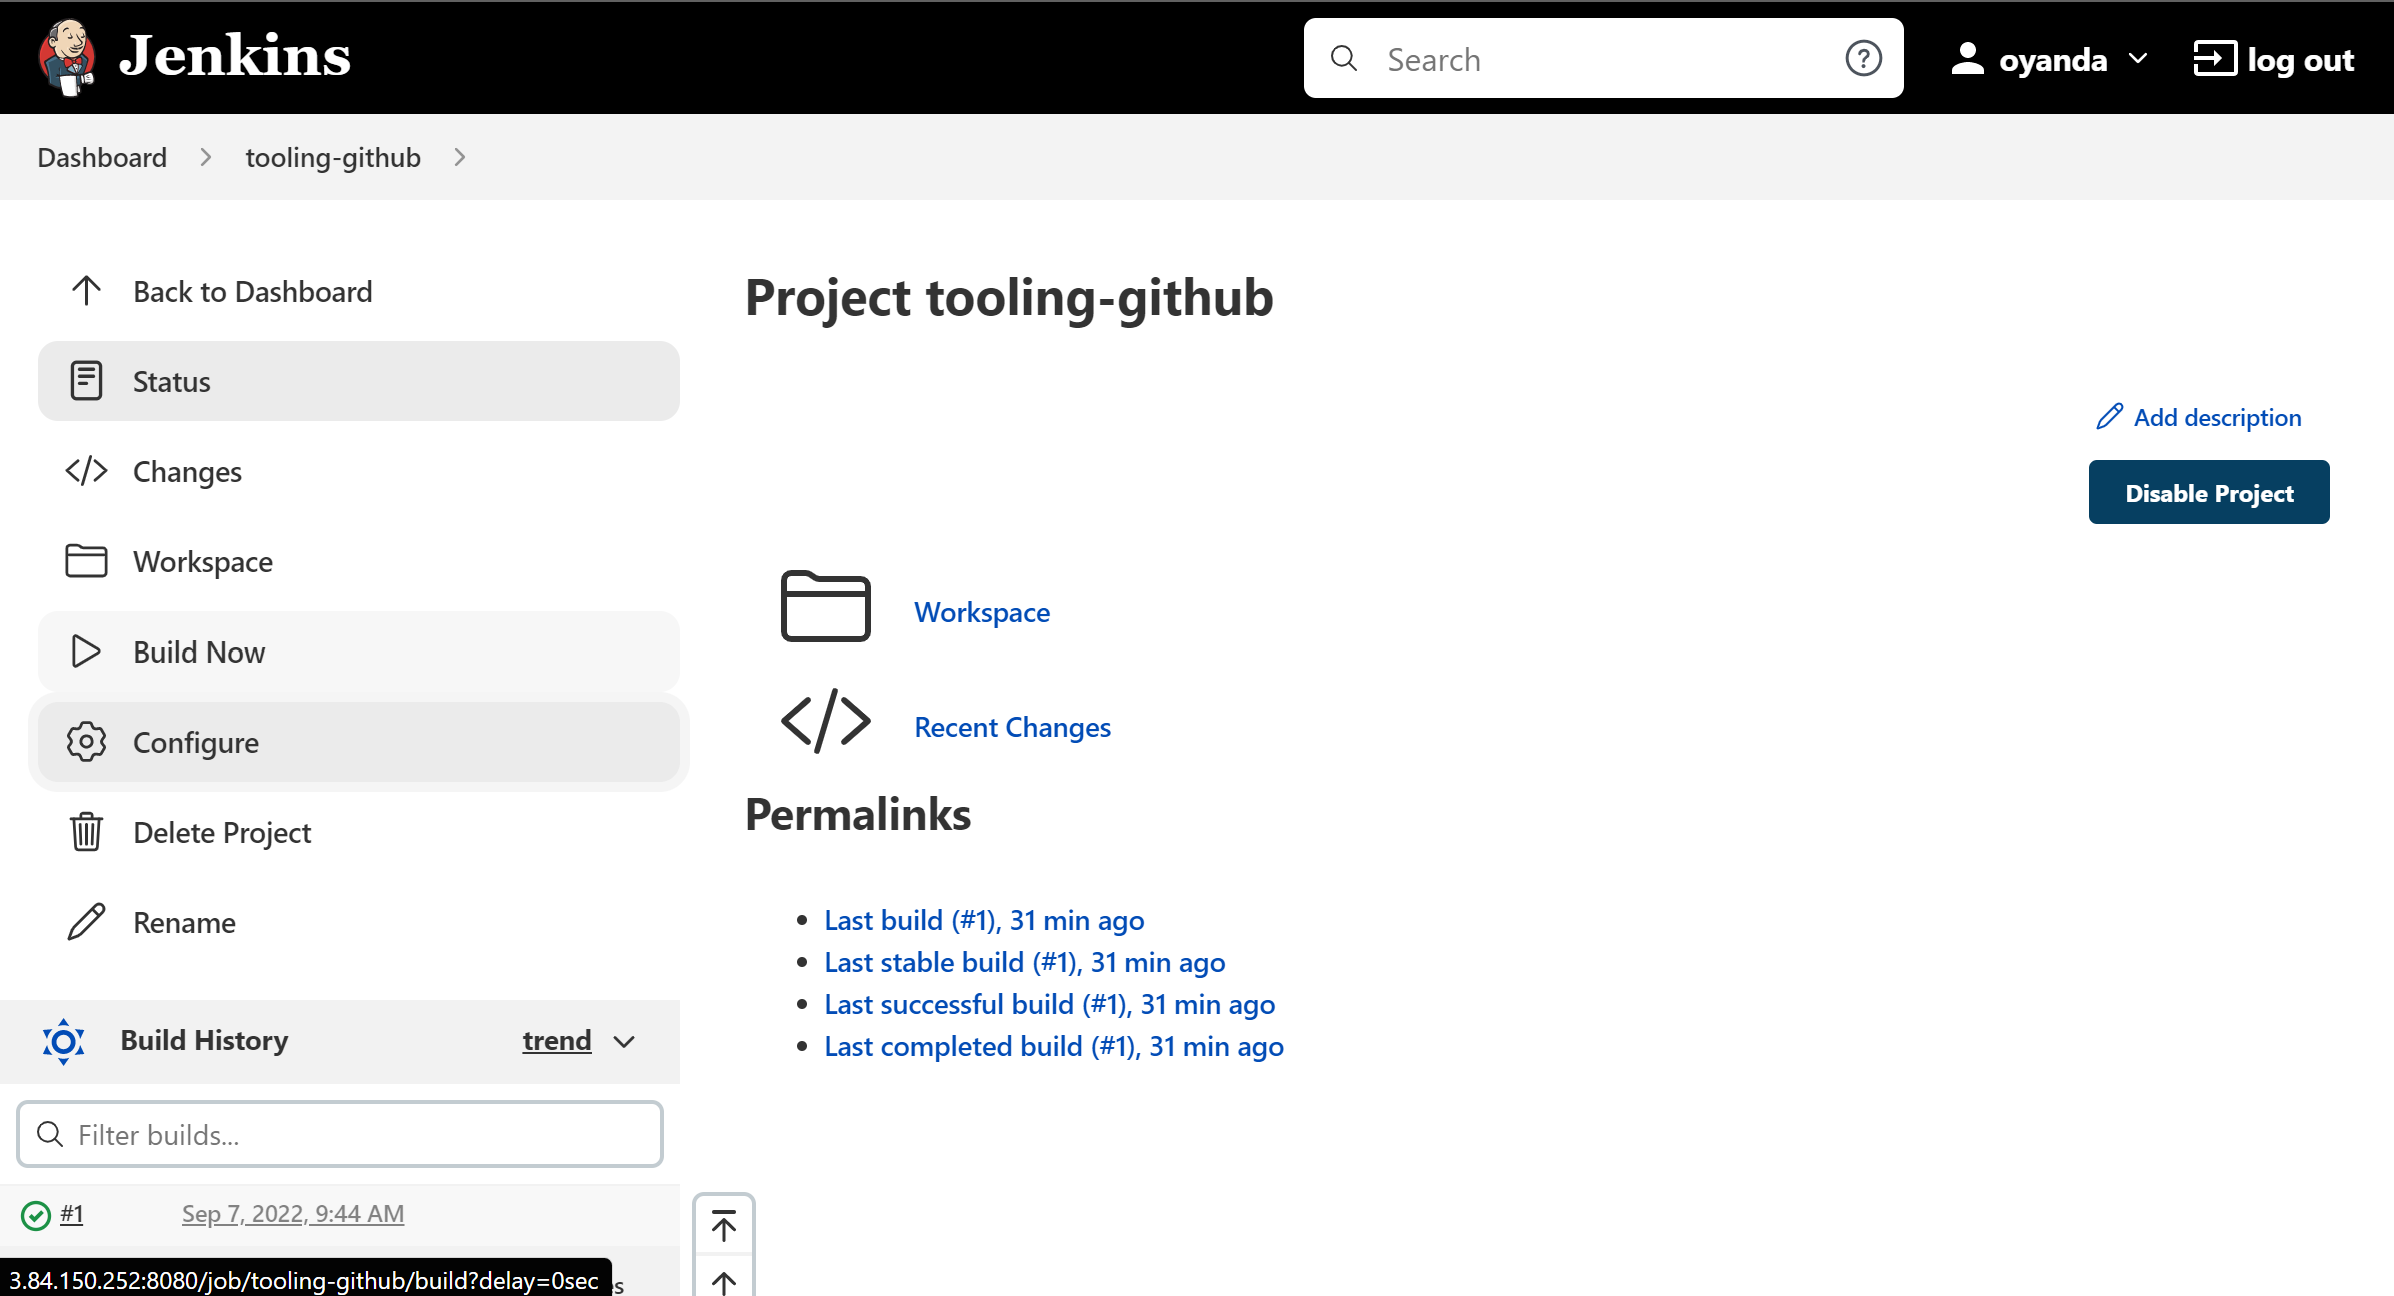 Jenkins
Search
oyanda
log out
Dashboard
tooling-github
Back to Dashboard
Status
Changes
Workspace
Build Now
Configure
Delete Project
Rename
Build History
trend
Filter builds...
#1
Sep 7, 2022, 9:44 AM
3.84.150.252:8080/job/tooling-github/build?delay=0sec
Project tooling-github
Add description
Disable Project
Workspace
Recent Changes
Permalinks
Last build (#1), 31 min ago
Last stable build (#1), 31 min ago
Last successful build (#1), 31 min ago
Last completed build (#1), 31 min ago